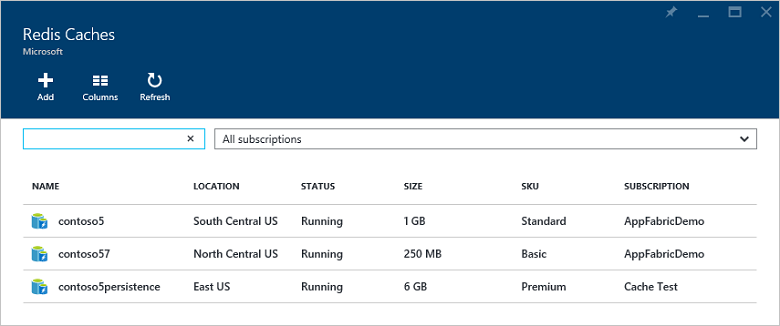 Redis Caches
Microsoft
Add Columns Refresh
All subscriptions
NAME LOCATION STATUS SIZE SKU SUBSCRIPTION
contoso5 South Central US Running 1 GB Standard AppFabricDemo
contoso57 North Central US Running 250 MB Basic AppFabricDemo
contoso5persistence East US Running 6 GB Premium Cache Test